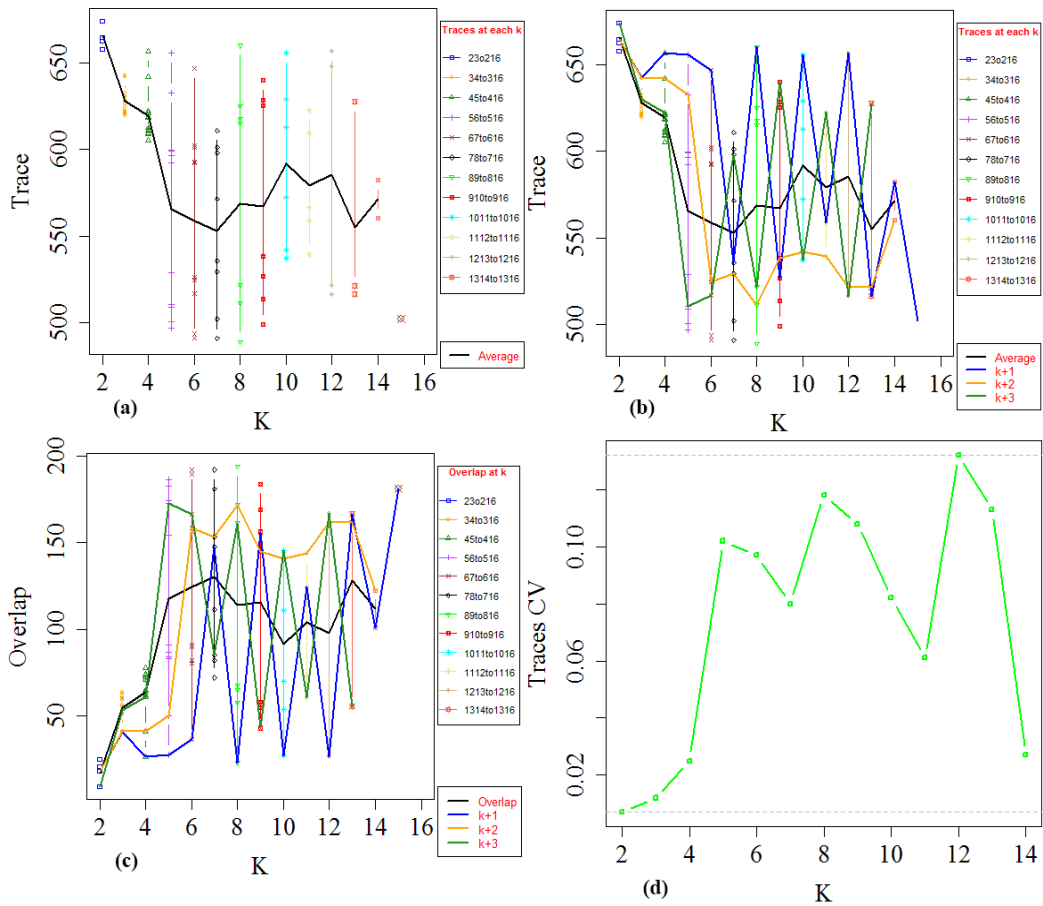 Trace
650
600
550
500
2 4 6 8 10 12 14 16
K
(a)
Traces at each k
23o216
34to316
45to416
56to516
67to616
78to716
89to816
910to916
1011to1016
1112to1116
1213to1216
1314to1316
Average
Trace
650
600
550
500
2 4 6 8 10 12 14 16
K
(b)
Traces at each k
23o216
34to316
45to416
56to516
67to616
78to716
89to816
910to916
1011to1016
1112to1116
1213to1216
1314to1316
Average
k+1
k+2
k+3
Overlap
200
150
100
50
2 4 6 8 10 12 14 16
K
(c)
Overlap at k
23o216
34to316
45to416
56to516
67to616
78to716
89to816
910to916
1011to1016
1112to1116
1213to1216
1314to1316
Overlap
k+1
k+2
k+3
Traces CV
0.10
0.06
0.02
2 4 6 8 10 12 14
K
(d)